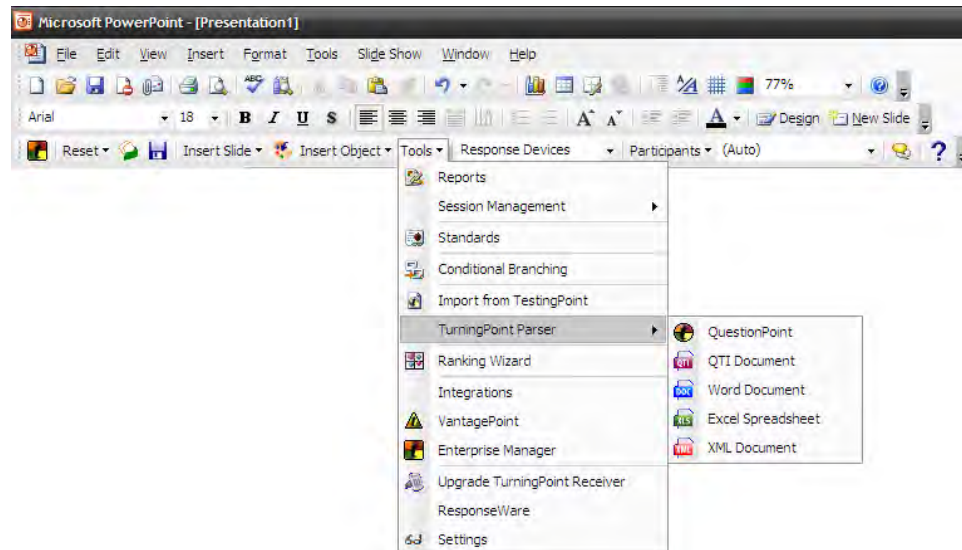 Microsoft PowerPoint - [Presentation1]
File Edit View Insert Format Tools Slide Show Window Help
ABC 77%
Arial 18 B I U S A A A Design New Slide
Reset Insert Slide Insert Object Tools Response Devices Participants (Auto) ?
Reports
Session Management
Standards
Conditional Branching
Import from TestingPoint
TurningPoint Parser QuestionPoint
Ranking Wizard QTI Document
Integrations Word Document
VantagePoint Excel Spreadsheet
Enterprise Manager XML Document
Upgrade TurningPoint Receiver
ResponseWare
Settings